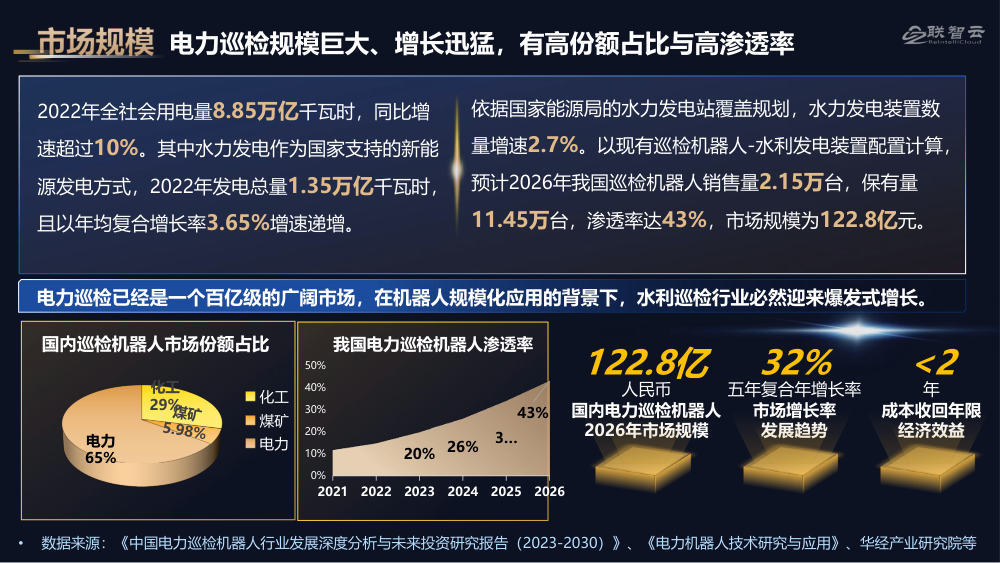 市场规模 电力巡检规模巨大、增长迅猛，有高份额占比与高渗透率
联智云
ReintelliCloud
2022年全社会用电量8.85万亿千瓦时，同比增
速超过10%。其中水力发电作为国家支持的新能
源发电方式，2022年发电总量1.35万亿千瓦时，
且以年均复合增长率3.65%增速递增。
依据国家能源局的水力发电站覆盖规划，水力发电装置数
量增速2.7%。以现有巡检机器人-水利发电装置配置计算，
预计2026年我国巡检机器人销售量2.15万台，保有量
11.45万台，渗透率达43%，市场规模为122.8亿元。
电力巡检已经是一个百亿级的广阔市场，在机器人规模化应用的背景下，水利巡检行业必然迎来爆发式增长。
国内巡检机器人市场份额占比
化工
29%
煤矿
5.98%
电力
65%
化工
煤矿
电力
我国电力巡检机器人渗透率
50%
40%
30%
20%
10%
0%
20%
26%
3...
43%
2021 2022 2023 2024 2025 2026
122.8亿
人民币
国内电力巡检机器人
2026年市场规模
32%
五年复合年增长率
市场增长率
发展趋势
<2
年
成本收回年限
经济效益
• 数据来源：《中国电力巡检机器人行业发展深度分析与未来投资研究报告（2023-2030）》、《电力机器人技术研究与应用》、华经产业研究院等